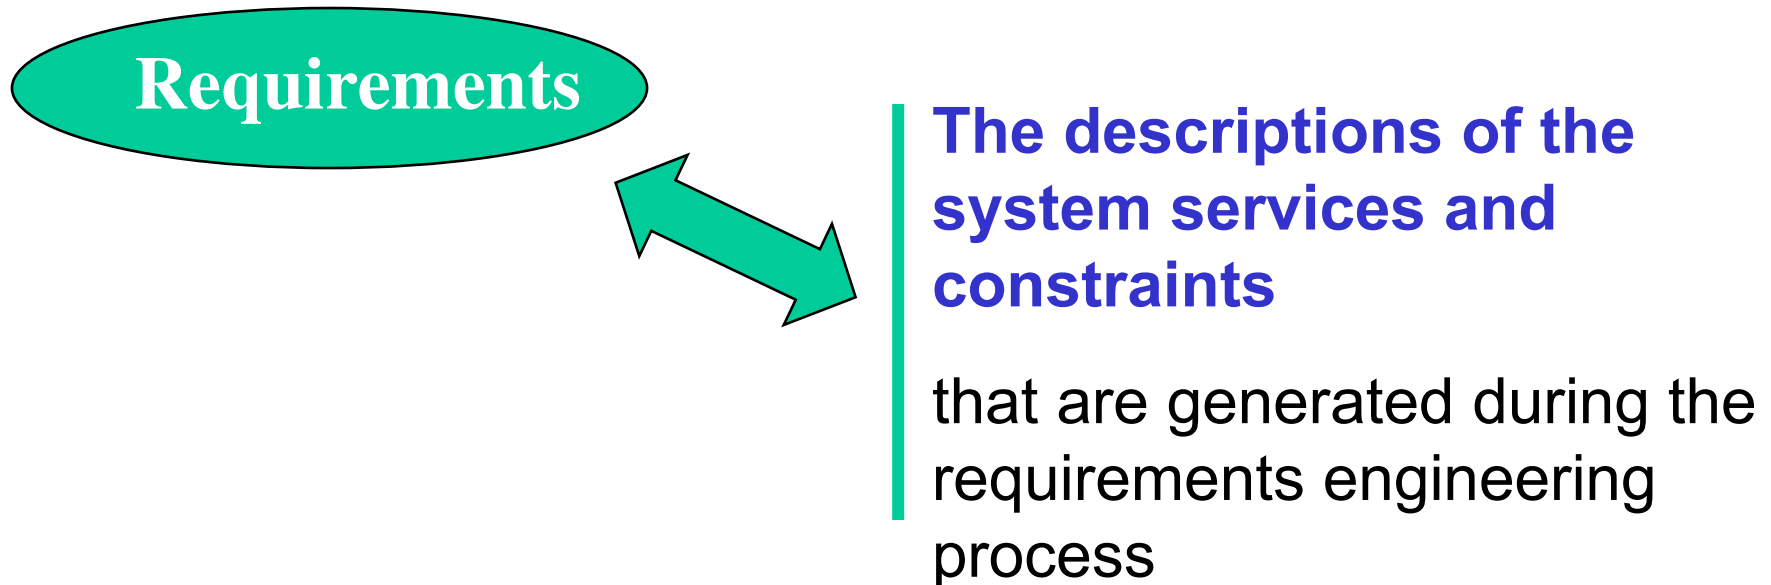 Requirements
The descriptions of the
system services and
constraints
that are generated during the
requirements engineering
process